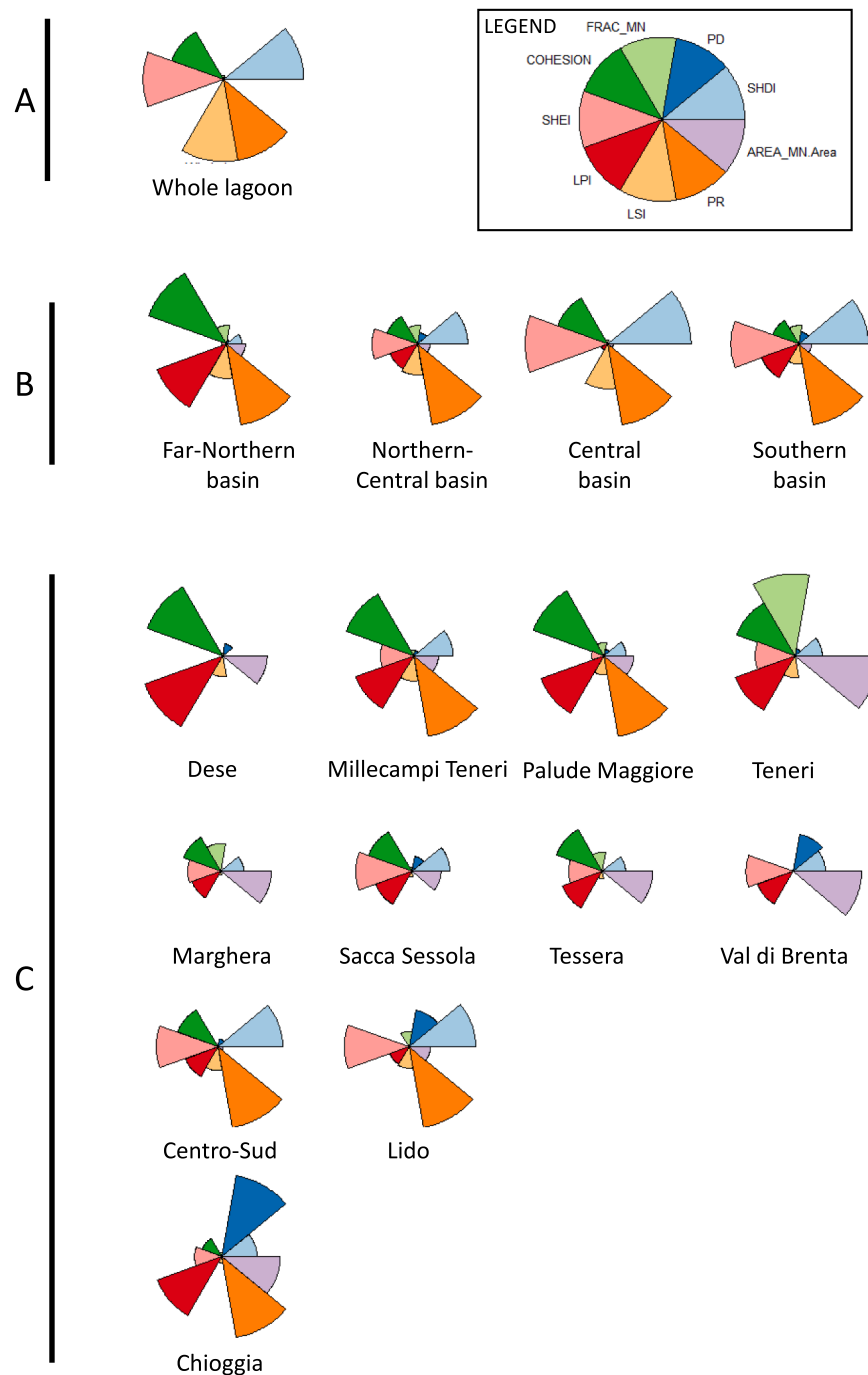 A
LEGEND
FRAC_MN
PD
COHESION
SHDI
SHEI
AREA_MN.Area
LPI
PR
LSI
Whole lagoon
B
Far-Northern
basin
Northern-
Central basin
Central
basin
Southern
basin
C
Dese
Millecampi Teneri
Palude Maggiore
Teneri
Marghera
Sacca Sessola
Tessera
Val di Brenta
Centro-Sud
Lido
Chioggia